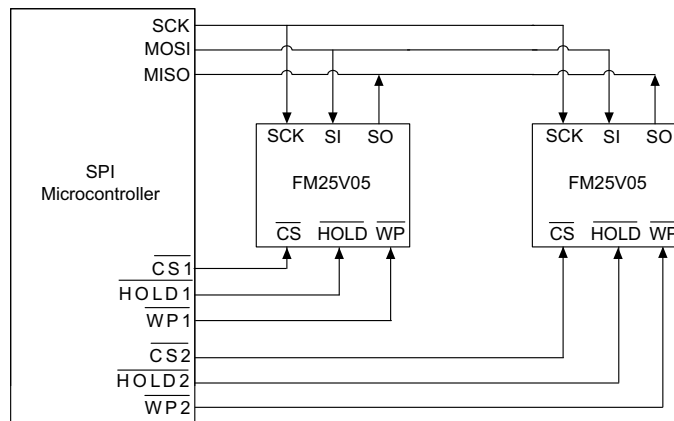 SCK
MOSI
MISO
SPI
Microcontroller
SCK SI SO
FM25V05
CS HOLD WP
SCK SI SO
FM25V05
CS HOLD WP
CS1
HOLD1
WP1
CS2
HOLD2
WP2